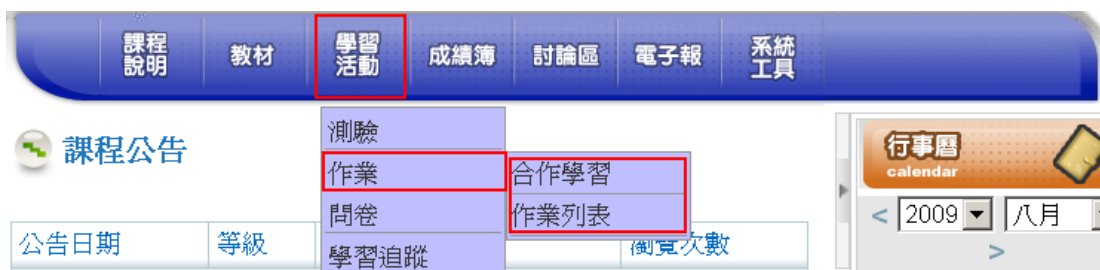 課程說明
教材
學習活動
成績簿
討論區
電子報
系統工具
課程公告
測驗
作業
合作學習
問卷
作業列表
學習追蹤
公告日期
等級
瀏覽次數
行事曆
calendar
< 2009 八月
>